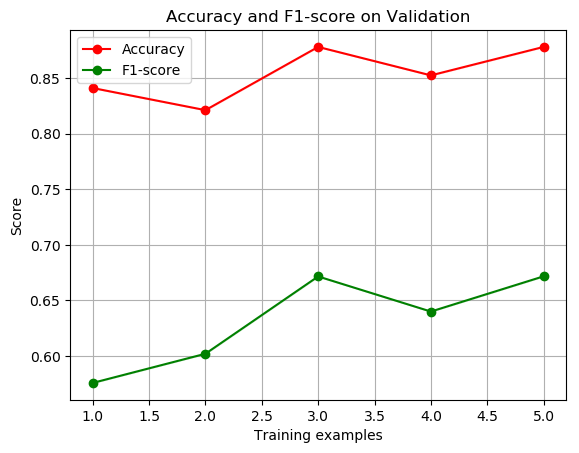 Accuracy and F1-score on Validation
Accuracy
F1-score
0.85
0.80
0.75
0.70
0.65
0.60
Score
1.0 1.5 2.0 2.5 3.0 3.5 4.0 4.5 5.0
Training examples